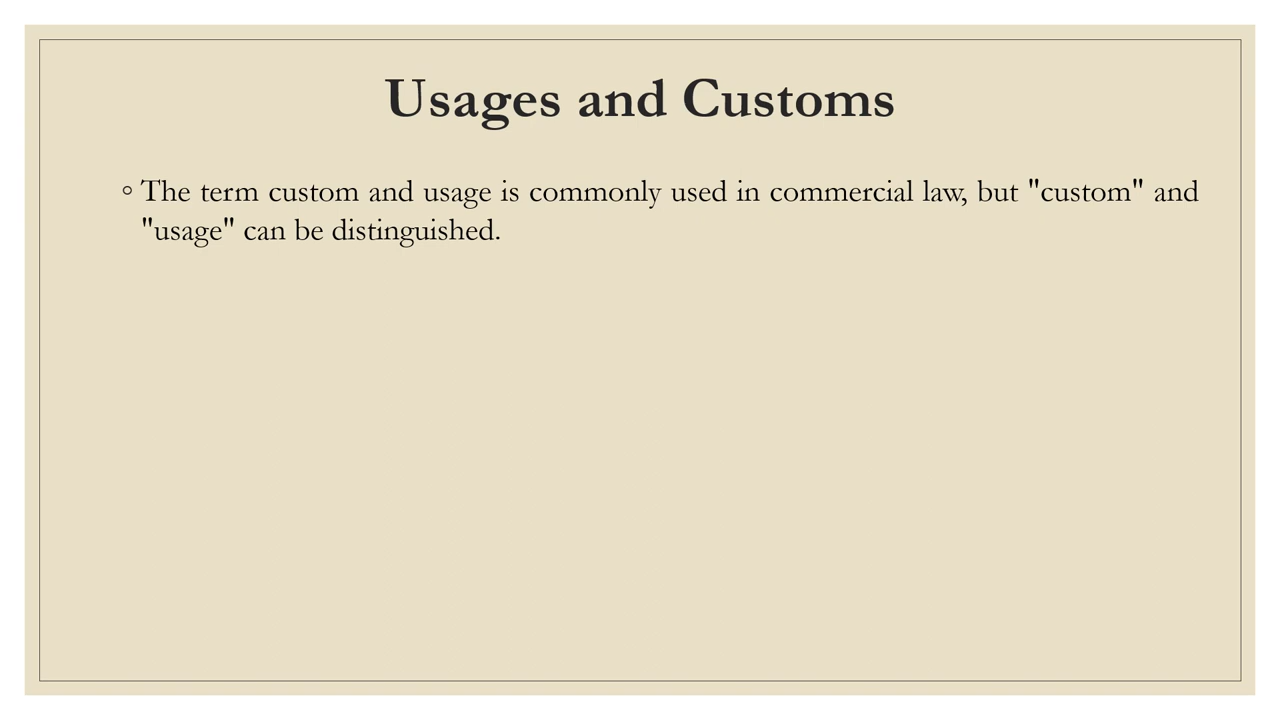 Usages and Customs
◦ The term custom and usage is commonly used in commercial law, but "custom" and
"usage" can be distinguished.